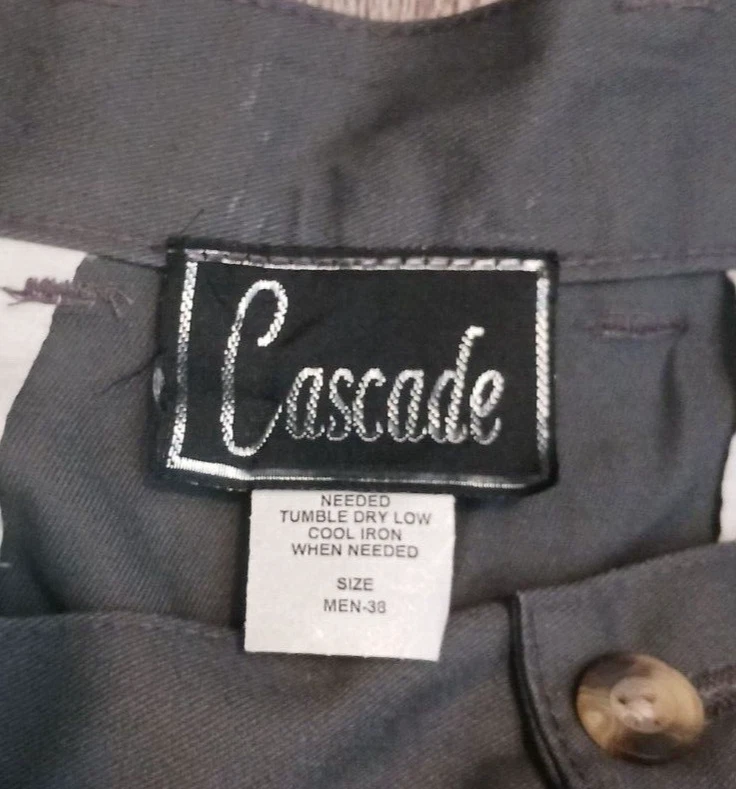 Cascade
NEEDED
TUMBLE DRY LOW
COOL IRON
WHEN NEEDED
SIZE
MEN-38